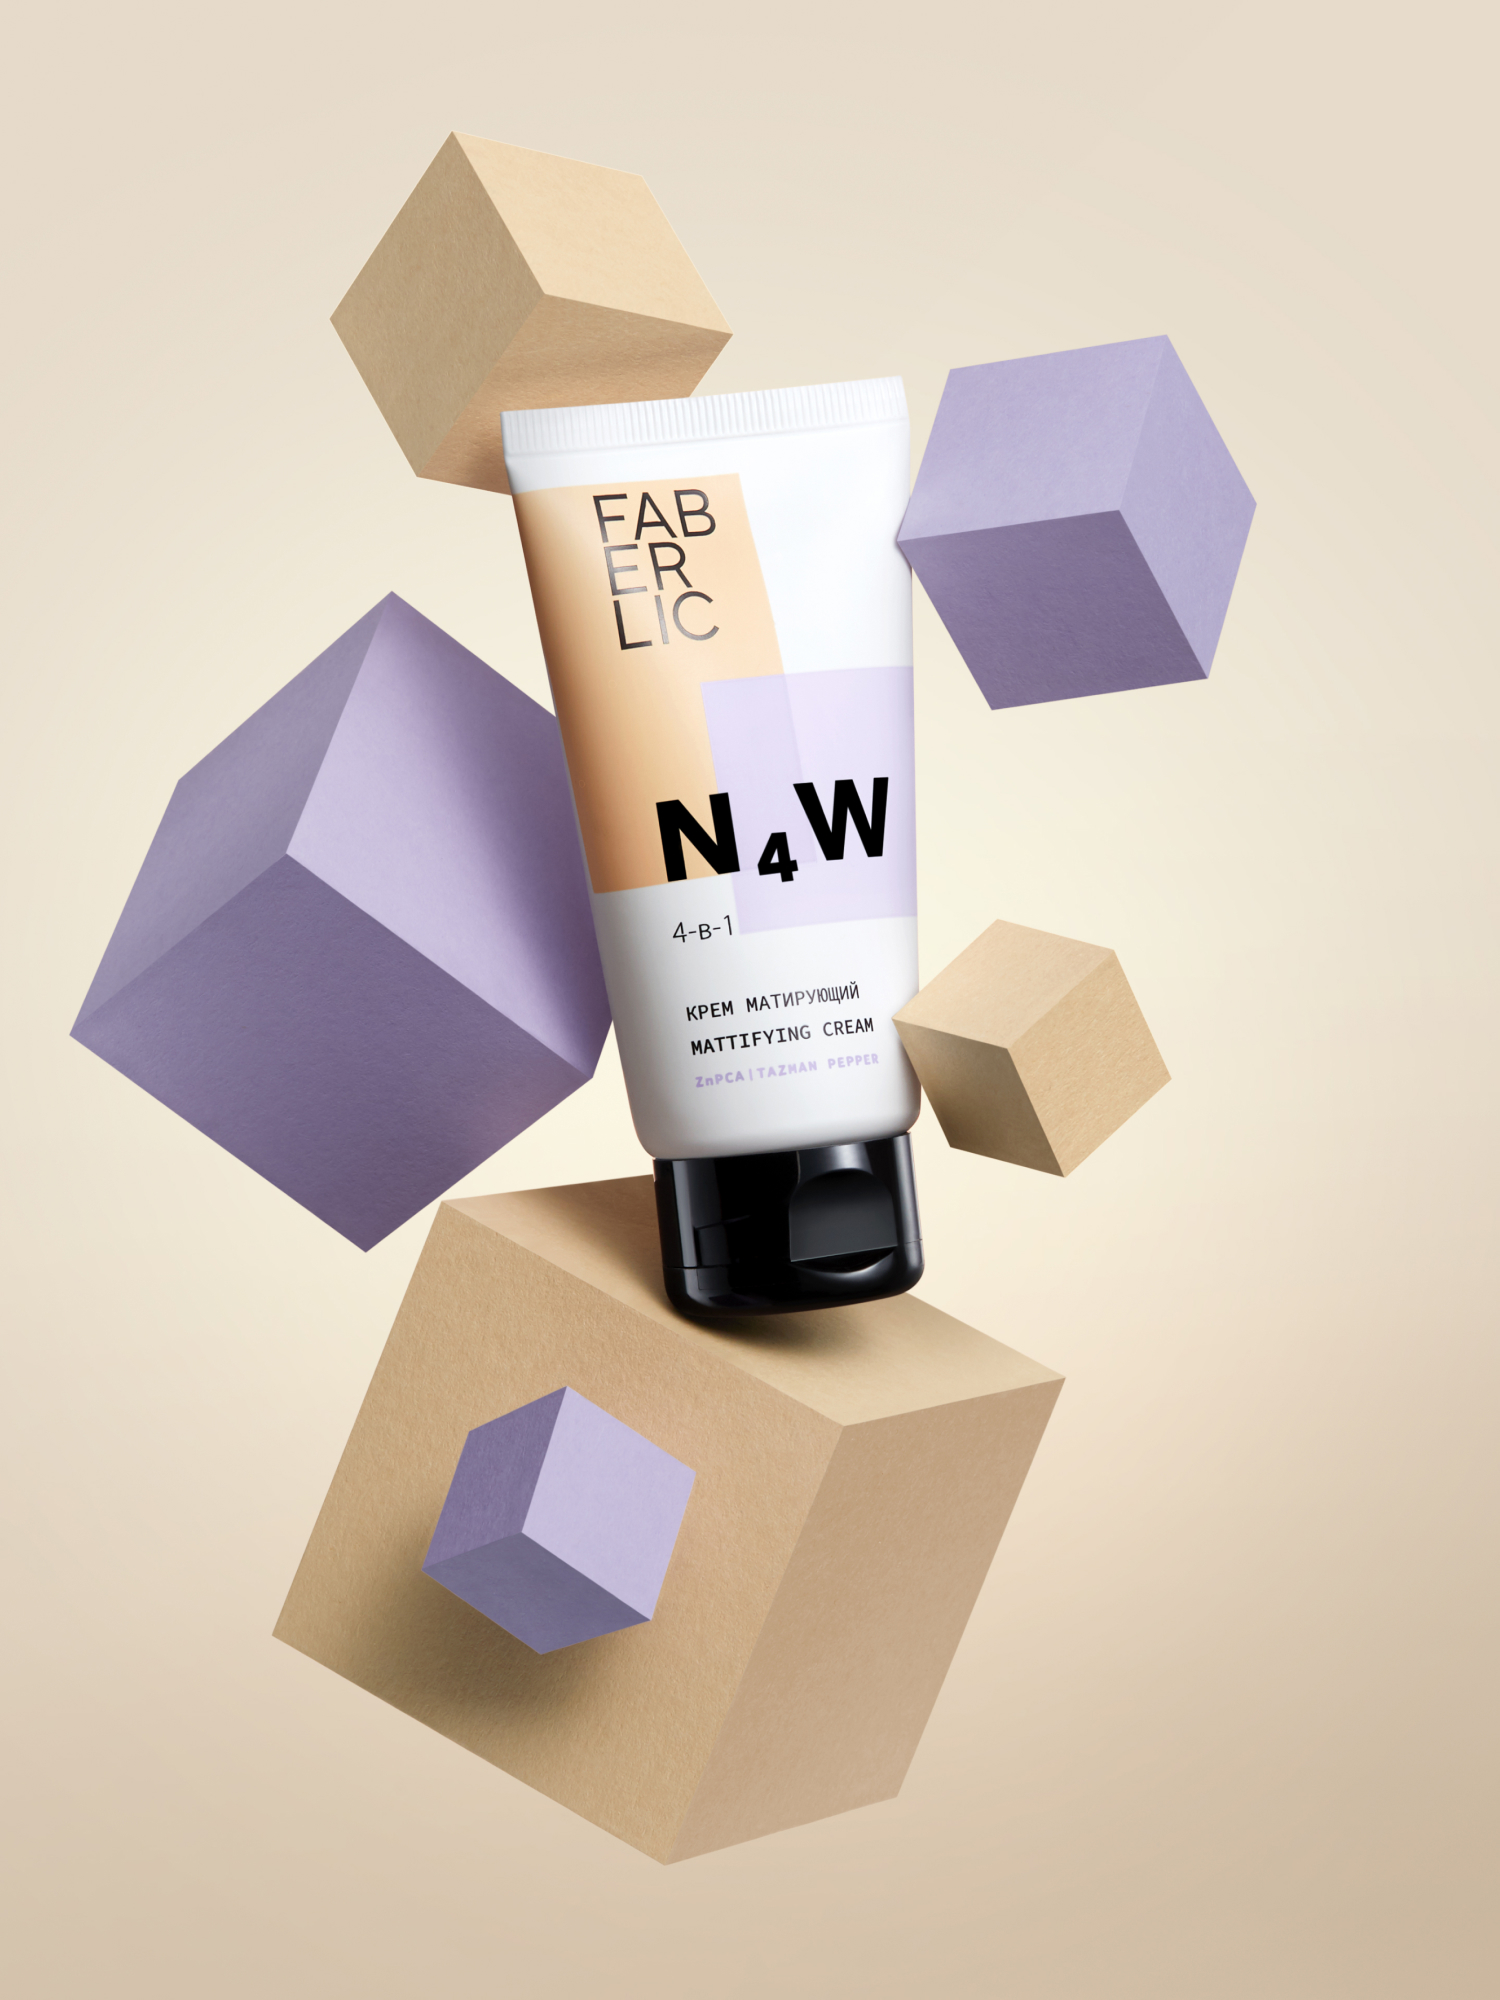 FAB
ER
LIC
N4W
4-в-1
КРЕМ МАТИРУЮЩИЙ
MATTIFYING CREAM
ZnPCA | TAZMAN PEPPER